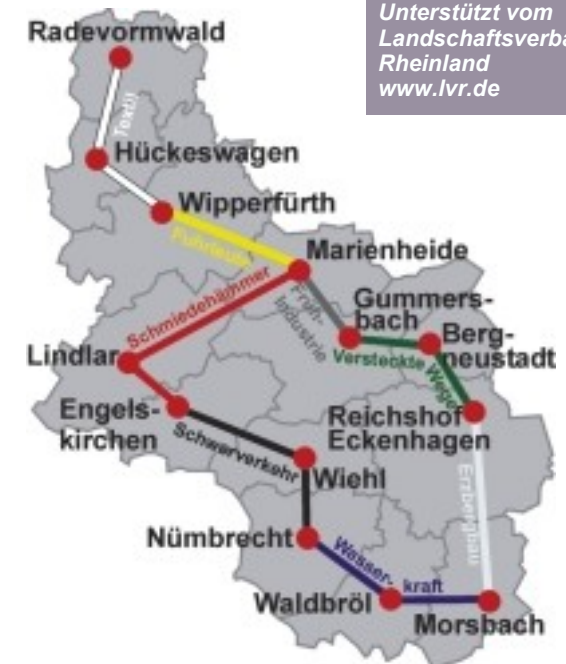 Unterstützt vom
Landschaftsverba
Rheinland
www.lvr.de
Radevormwald
Textil
Hückeswagen
Wipperfürth
Fuhrleute
Marienheide
Schmiedehämmer
Früh-
industrie
Gummers-
bach
Berg-
neustadt
Versteckte Wege
Lindlar
Engels-
kirchen
Reichshof
Eckenhagen
Schwerverkehr
Wiehl
Erzbergbau
Nümbrecht
Wasser-
kraft
Waldbröl
Morsbach